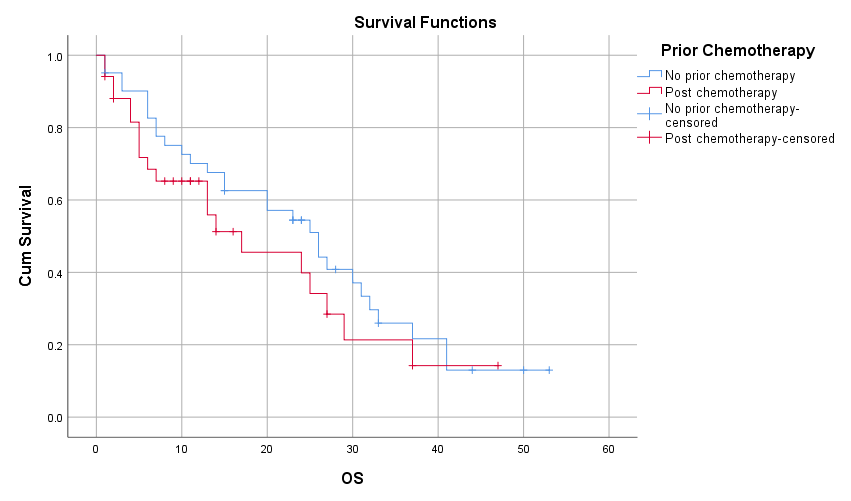 Survival Functions
Cum Survival
1.0
0.8
0.6
0.4
0.2
0.0
0
10
20
30
40
50
60
OS
Prior Chemotherapy
No prior chemotherapy
Post chemotherapy
No prior chemotherapy-
censored
Post chemotherapy-censored